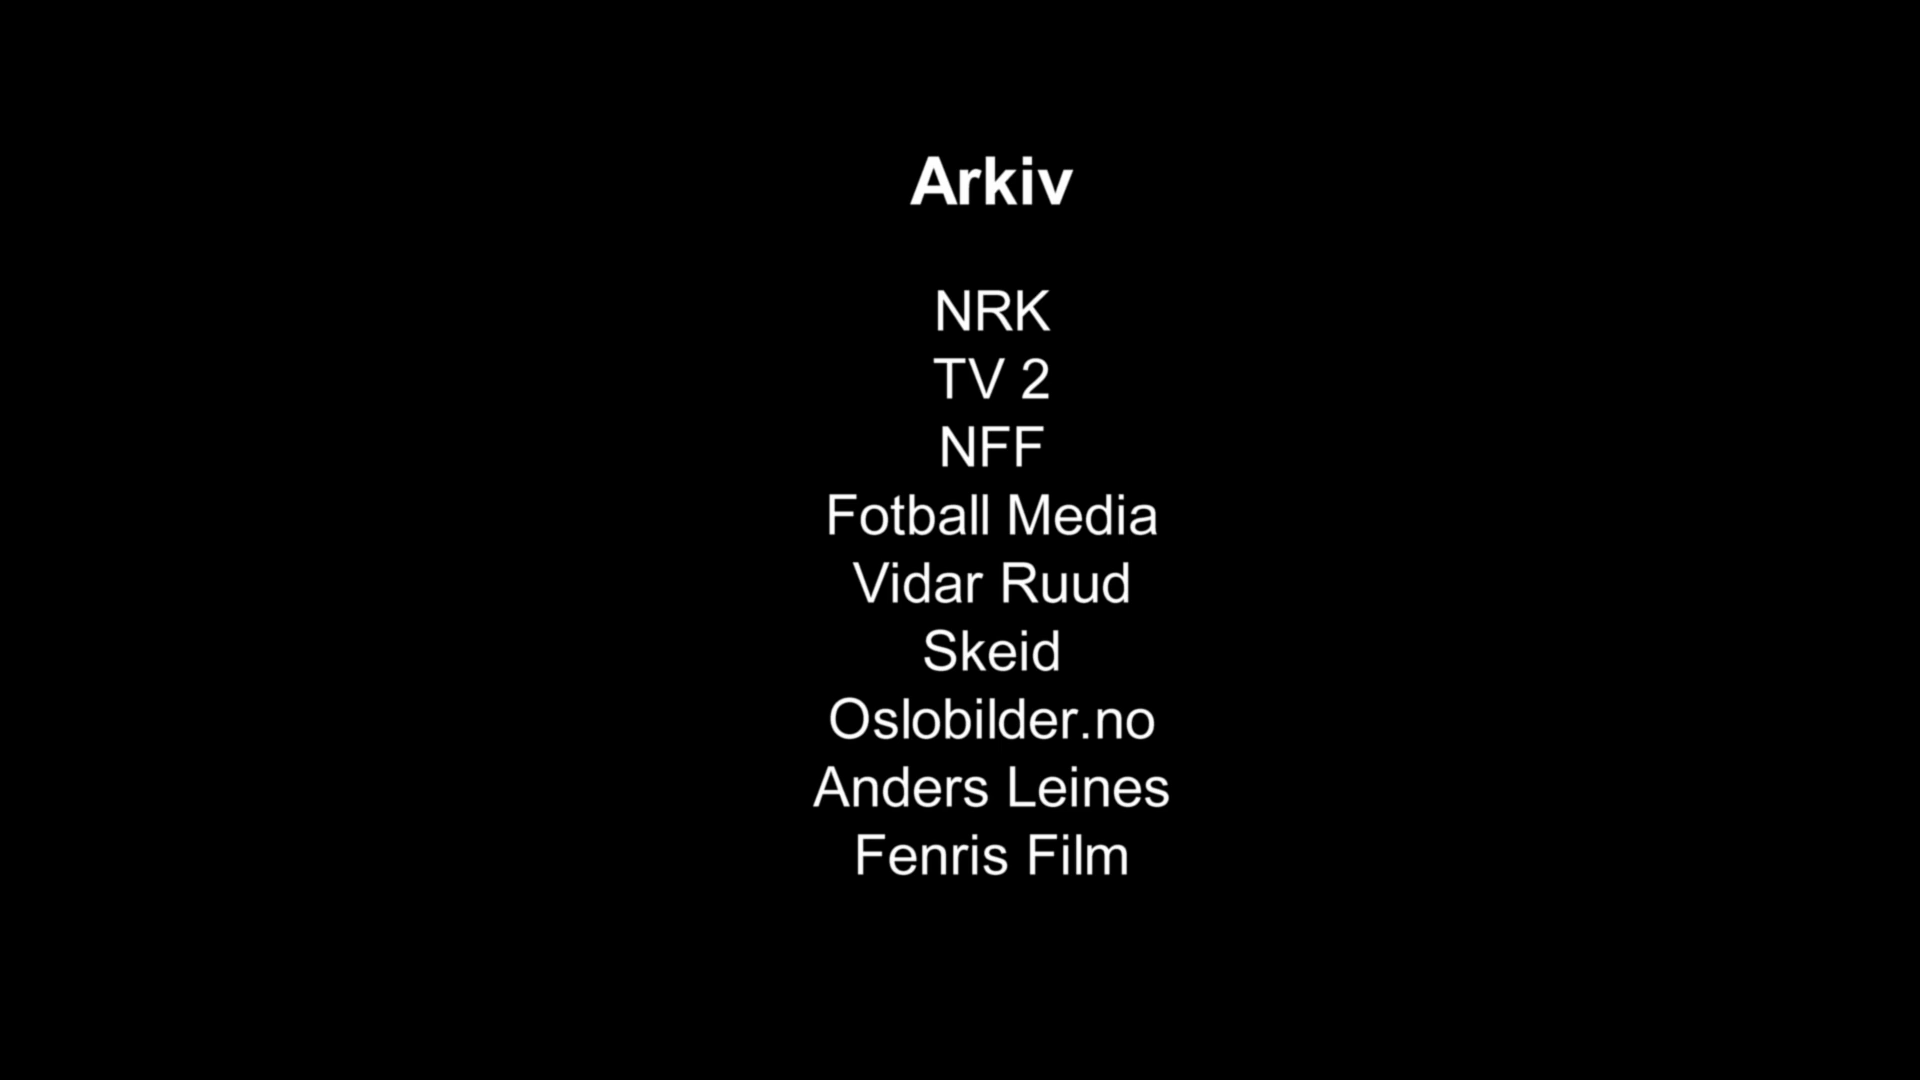 Arkiv
NRK
TV 2
NFF
Fotball Media
Vidar Ruud
Skeid
Oslobilder.no
Anders Leines
Fenris Film